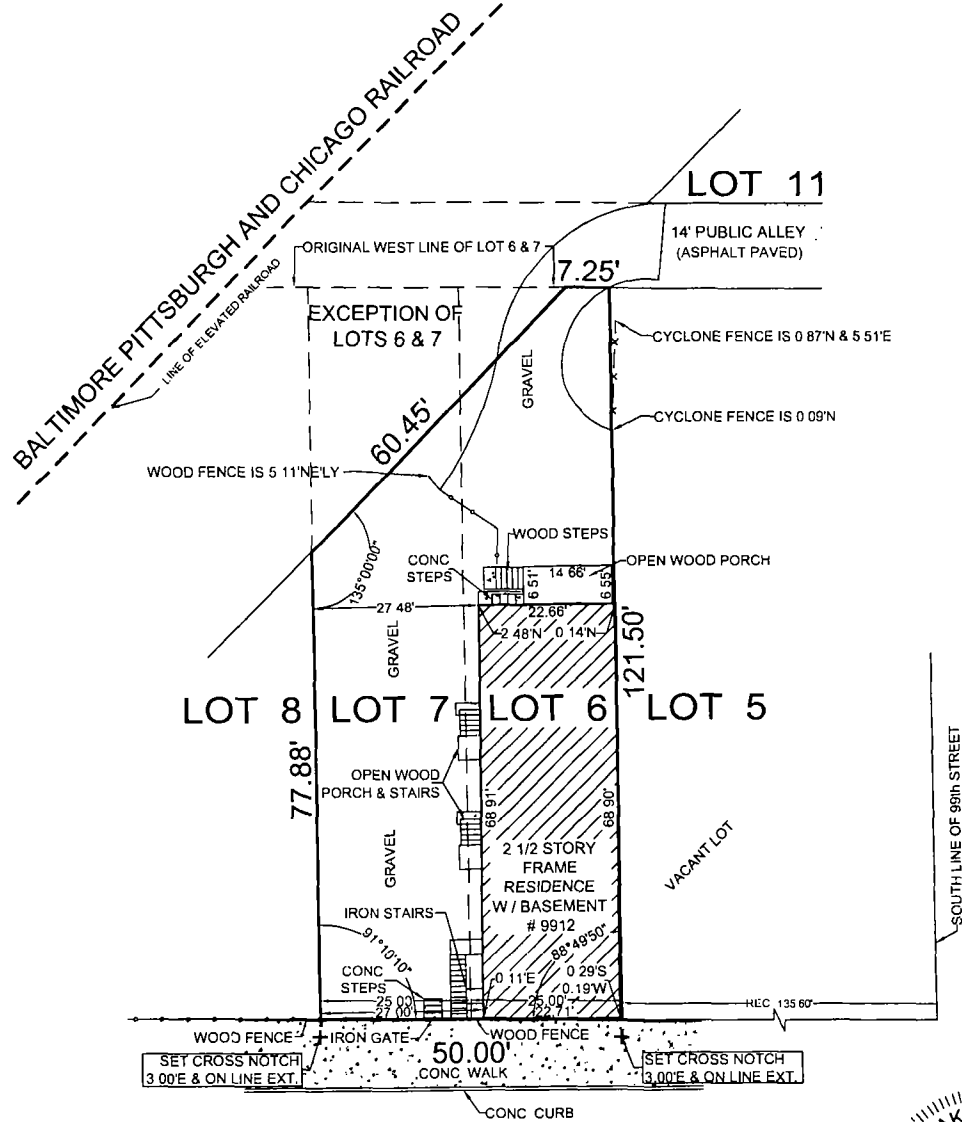 BALTIMORE PITTSBURGH AND CHICAGO RAILROAD
LINE OF ELEVATED RAILROAD
LOT 11
14' PUBLIC ALLEY
(ASPHALT PAVED)
ORIGINAL WEST LINE OF LOT 6 & 7
7.25'
EXCEPTION OF
LOTS 6 & 7
CYCLONE FENCE IS 0 87'N & 5 51'E
GRAVEL
CYCLONE FENCE IS 0 09'N
60.45'
WOOD FENCE IS 5 11'NE'LY
WOOD STEPS
CONC
STEPS
OPEN WOOD PORCH
14 66'
6 51'
6 55'
135°00'00"
27 48'
22.66'
2 48'N
0 14'N
GRAVEL
121.50'
LOT 8
LOT 7
LOT 6
LOT 5
SOUTH LINE OF 99th STREET
77.88'
OPEN WOOD
PORCH & STAIRS
68 91'
68 90'
GRAVEL
2 1/2 STORY
FRAME
RESIDENCE
W / BASEMENT
# 9912
VACANT LOT
IRON STAIRS
91°10'10"
88°49'50"
CONC
STEPS
0 11'E
0 29'S
0.19'W
25 00'
25.00'
27.00'
22.71'
REC 135 60'
WOOD FENCE
IRON GATE
WOOD FENCE
50.00'
CONC WALK
SET CROSS NOTCH
3 00'E & ON LINE EXT.
SET CROSS NOTCH
3.00'E & ON LINE EXT.
CONC CURB